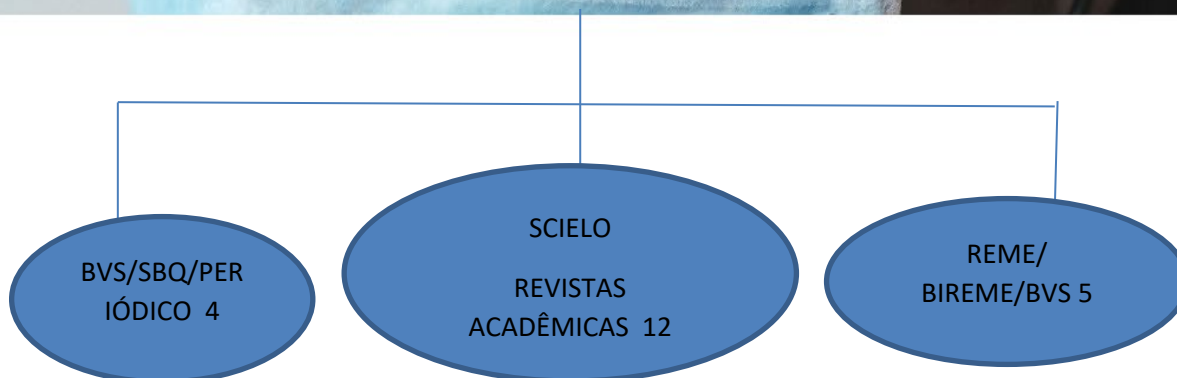 BVS/SBQ/PER
IÓDICO 4
SCIELO
REVISTAS
ACADÊMICAS 12
REME/
BIREME/BVS 5